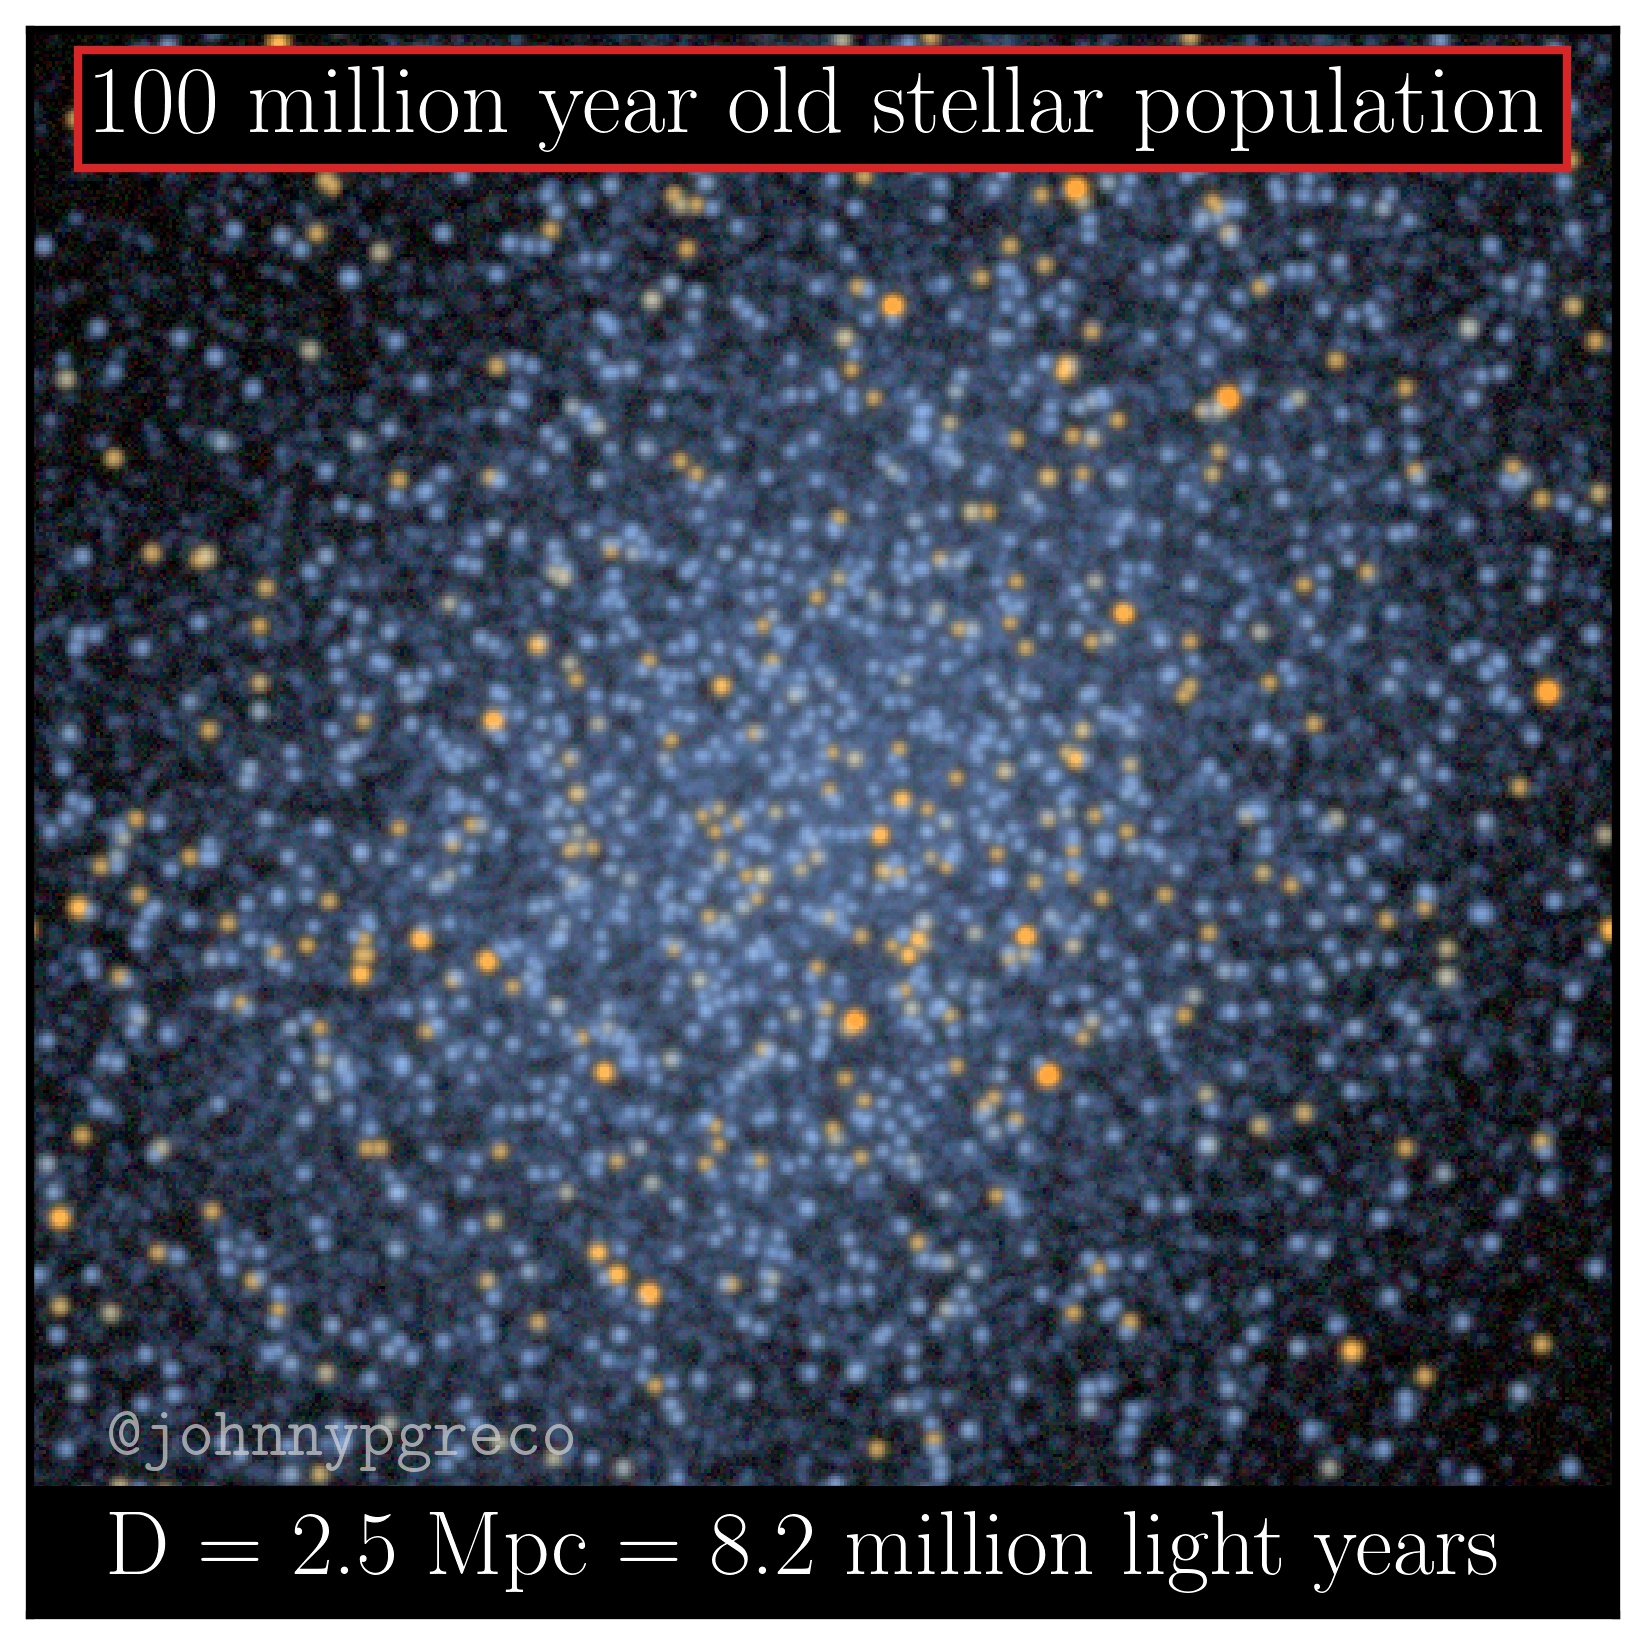 100 million year old stellar population
@johnnypgreco
D = 2.5 Mpc = 8.2 million light years